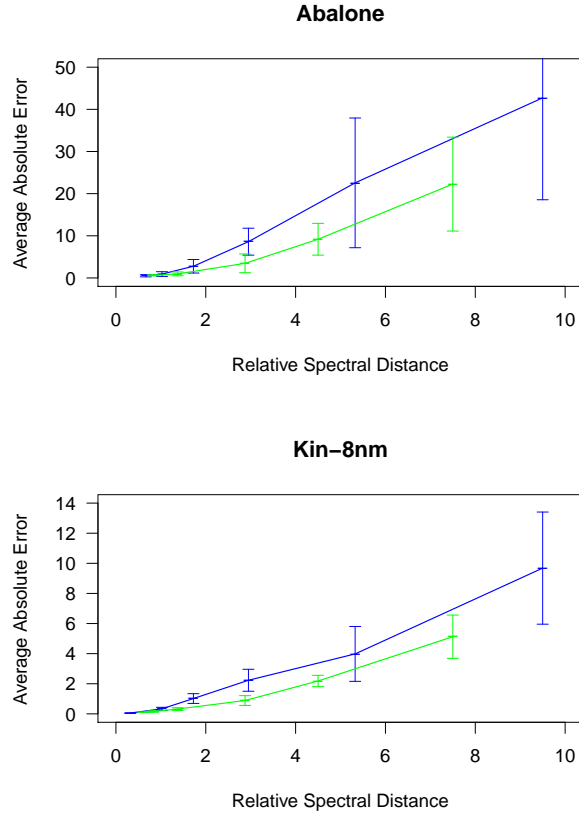 Abalone
Average Absolute Error
50
40
30
20
10
0
0 2 4 6 8 10
Relative Spectral Distance
Kin−8nm
Average Absolute Error
14
12
10
8
6
4
2
0
0 2 4 6 8 10
Relative Spectral Distance